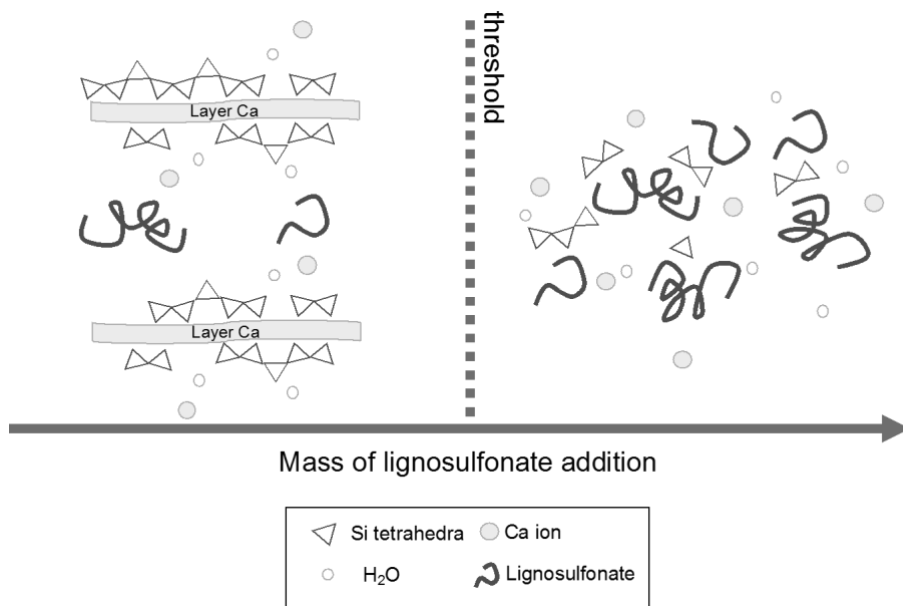 threshold
Layer Ca
Layer Ca
Mass of lignosulfonate addition
Si tetrahedra
Ca ion
H₂O
Lignosulfonate